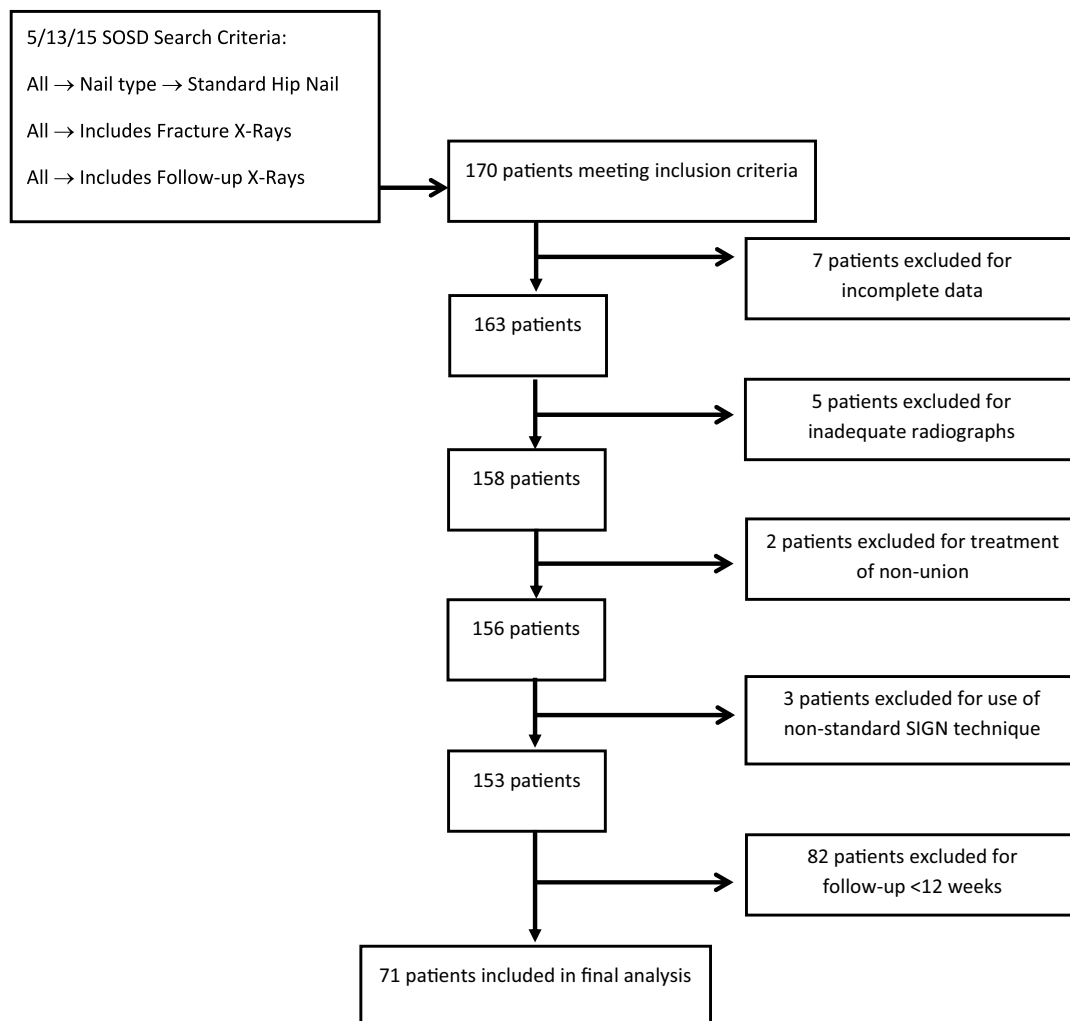 5/13/15 SOSD Search Criteria:
All → Nail type → Standard Hip Nail
All → Includes Fracture X-Rays
All → Includes Follow-up X-Rays
170 patients meeting inclusion criteria
7 patients excluded for
incomplete data
163 patients
5 patients excluded for
inadequate radiographs
158 patients
2 patients excluded for treatment
of non-union
156 patients
3 patients excluded for use of
non-standard SIGN technique
153 patients
82 patients excluded for
follow-up <12 weeks
71 patients included in final analysis